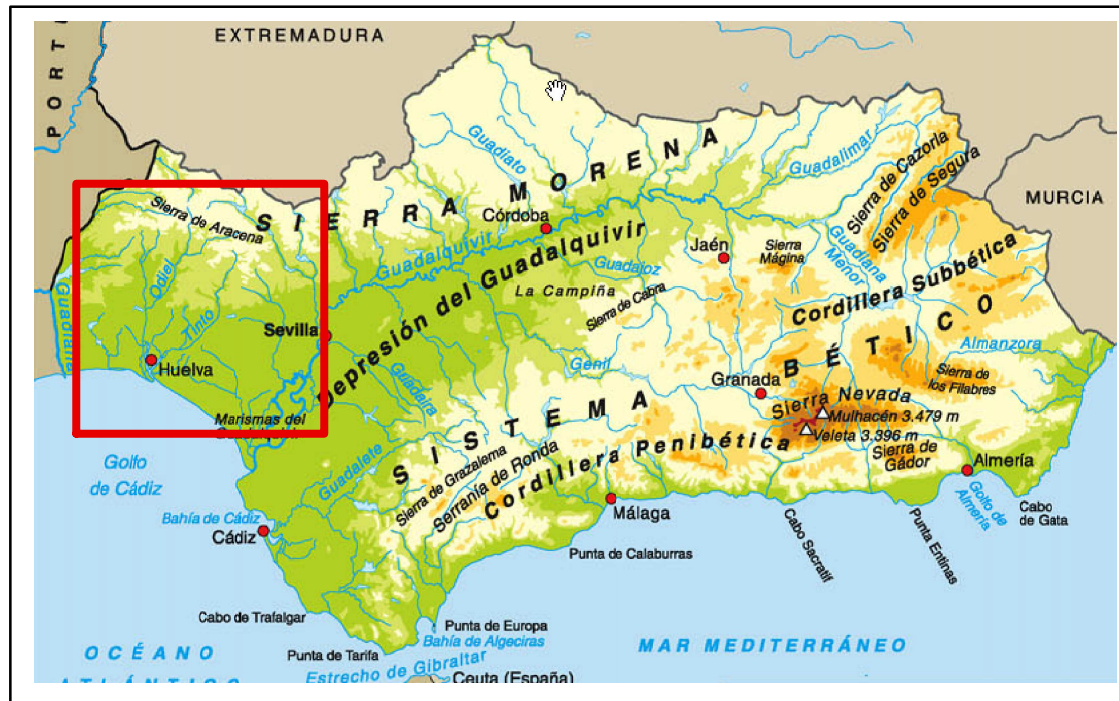 EXTREMADURA
PORT
MURCIA
Guadiato
Guadalimar
SIERRA MORENA
Sierra de Cazorla
Sierra de Segura
Sierra de Aracena
Córdoba
Guadalquivir
Jaén
Sierra
Mágina
Guadiana
Menor
Guadajoz
La Campiña
Depresión del Guadalquivir
Sierra de Cabra
Cordillera Subbética
Odiel
Tinto
Guadiana
Sevilla
Huelva
Genil
Guadaira
SISTEMA BÉTICO
Almanzora
Sierra de
los Filabres
Granada
Sierra Nevada
Mulhacén 3.479 m
Veleta 3.396 m
Marismas del
Guadalquivir
Sierra de
Gádor
Almería
Guadalete
Sierra de Grazalema
Serranía de Ronda
Cordillera Penibética
Golfo
de Cádiz
Bahía de Cádiz
Cádiz
Málaga
Golfo de
Almería
Cabo
de Gata
Cabo Sacratif
Punta Entinas
Punta de Calaburras
Cabo de Trafalgar
Punta de Europa
Bahía de Algeciras
Punta de Tarifa
Estrecho de Gibraltar
Ceuta (España)
MAR MEDITERRÁNEO
OCÉANO
ATLÁNTICO